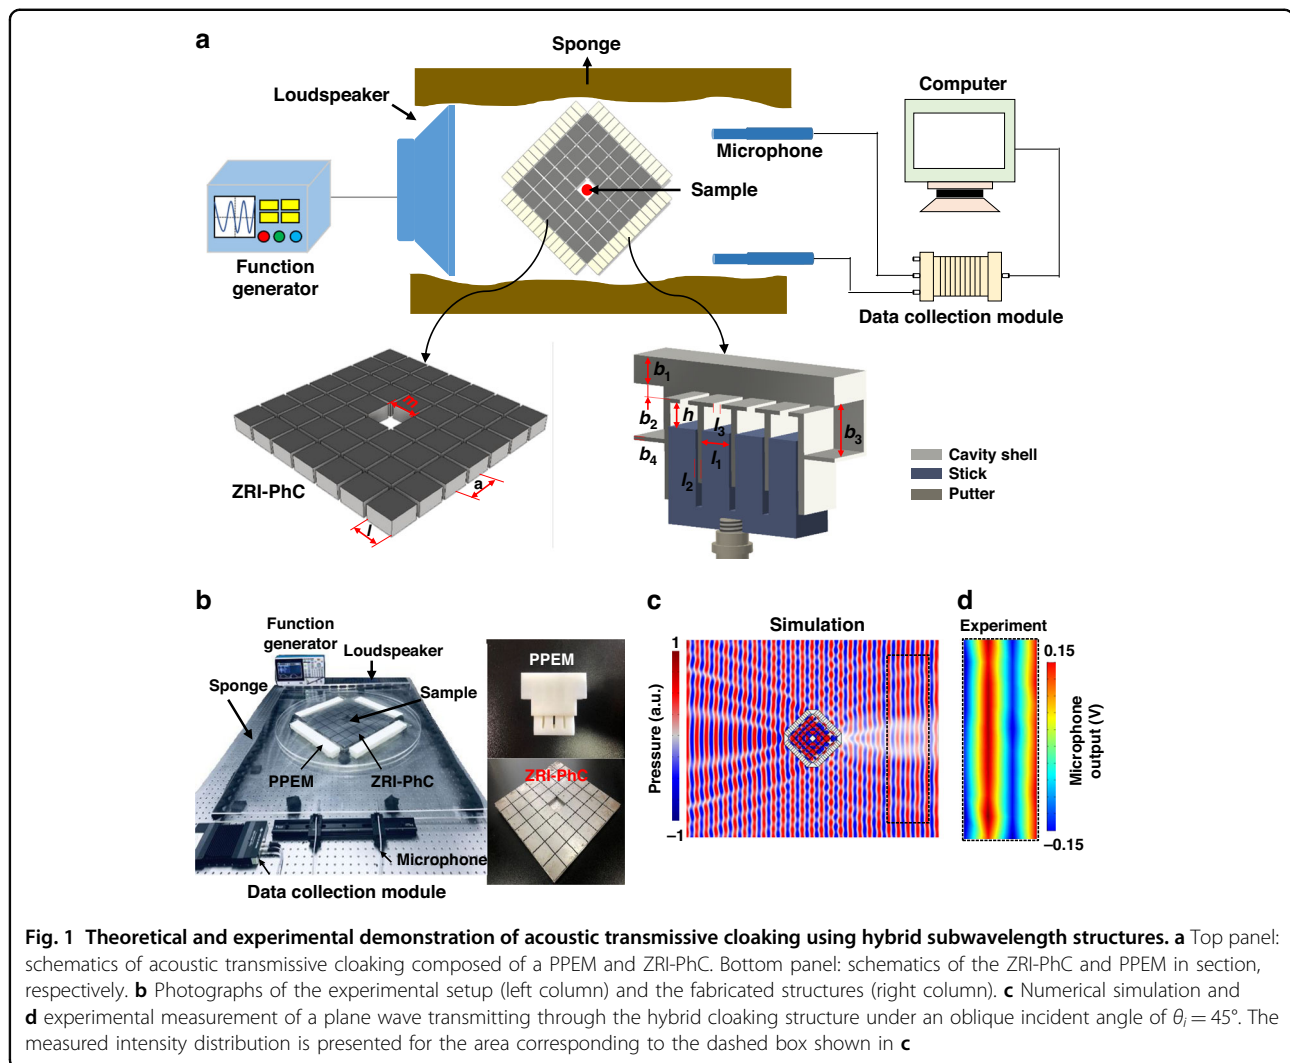 a
Sponge
Loudspeaker
Computer
Microphone
Sample
Function
generator
Data collection module
b1
b2
h
l3
b3
b4
l1
l2
m
a
l
ZRI-PhC
Cavity shell
Stick
Putter
b
Function
generator
Loudspeaker
Sponge
Sample
PPEM
ZRI-PhC
Microphone
Data collection module
PPEM
ZRI-PhC
c
Simulation
1
Pressure (a.u.)
–1
d
Experiment
0.15
Microphone
output (V)
–0.15
Fig. 1 Theoretical and experimental demonstration of acoustic transmissive cloaking using hybrid subwavelength structures. a Top panel:
schematics of acoustic transmissive cloaking composed of a PPEM and ZRI-PhC. Bottom panel: schematics of the ZRI-PhC and PPEM in section,
respectively. b Photographs of the experimental setup (left column) and the fabricated structures (right column). c Numerical simulation and
d experimental measurement of a plane wave transmitting through the hybrid cloaking structure under an oblique incident angle of θi = 45°. The
measured intensity distribution is presented for the area corresponding to the dashed box shown in c